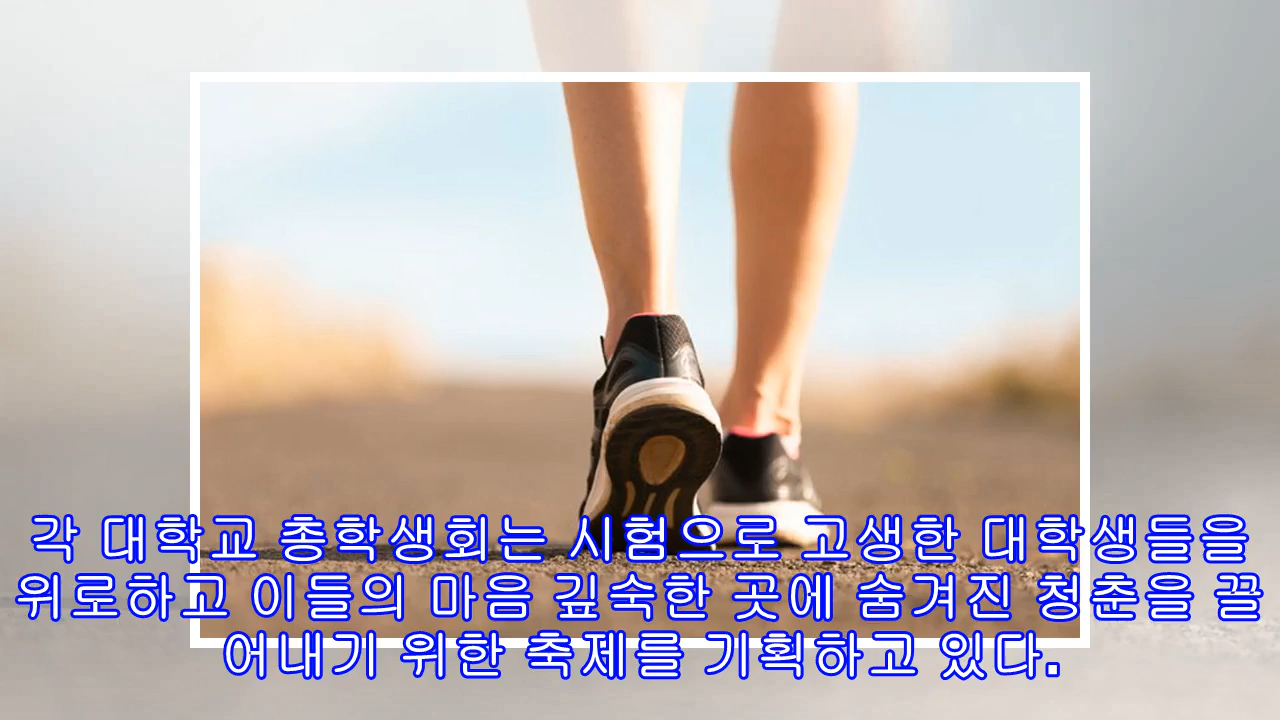 각 대학교 총학생회는 시험으로 고생한 대학생들을
위로하고 이들의 마음 깊숙한 곳에 숨겨진 청춘을 끌
어내기 위한 축제를 기획하고 있다.